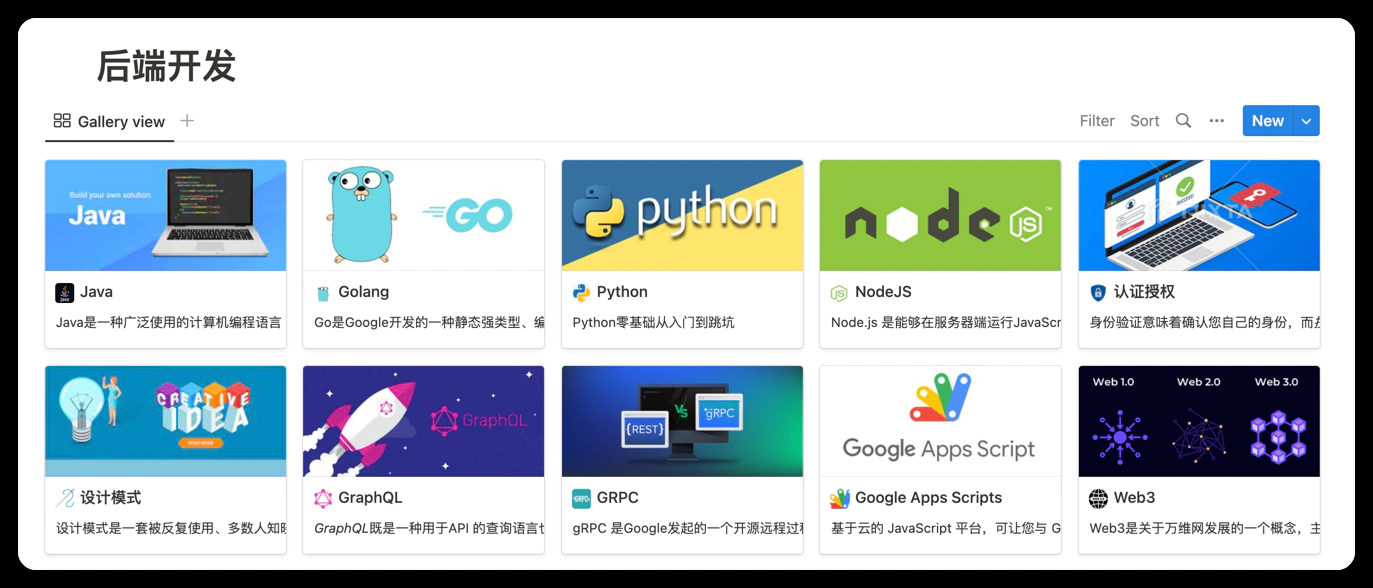 后端开发
Gallery view
Filter Sort New
Build your own solution
Java
GO
python
node
JS
SUCCESS
Java
Java是一种广泛使用的计算机编程语言
Golang
Go是Google开发的一种静态强类型、编
Python
Python零基础从入门到跳坑
NodeJS
Node.js 是能够在服务器端运行JavaScr
认证授权
身份验证意味着确认您自己的身份，而
CREATIVE
IDEA
READ MORE
GraphQL
{REST}
VS
gRPC
Google Apps Script
Web 1.0 Web 2.0 Web 3.0
设计模式
设计模式是一套被反复使用、多数人知
GraphQL
GraphQL既是一种用于API 的查询语言也
GRPC
gRPC 是Google发起的一个开源远程过程
Google Apps Scripts
基于云的 JavaScript 平台，可让您与 G
Web3
Web3是关于万维网发展的一个概念，主